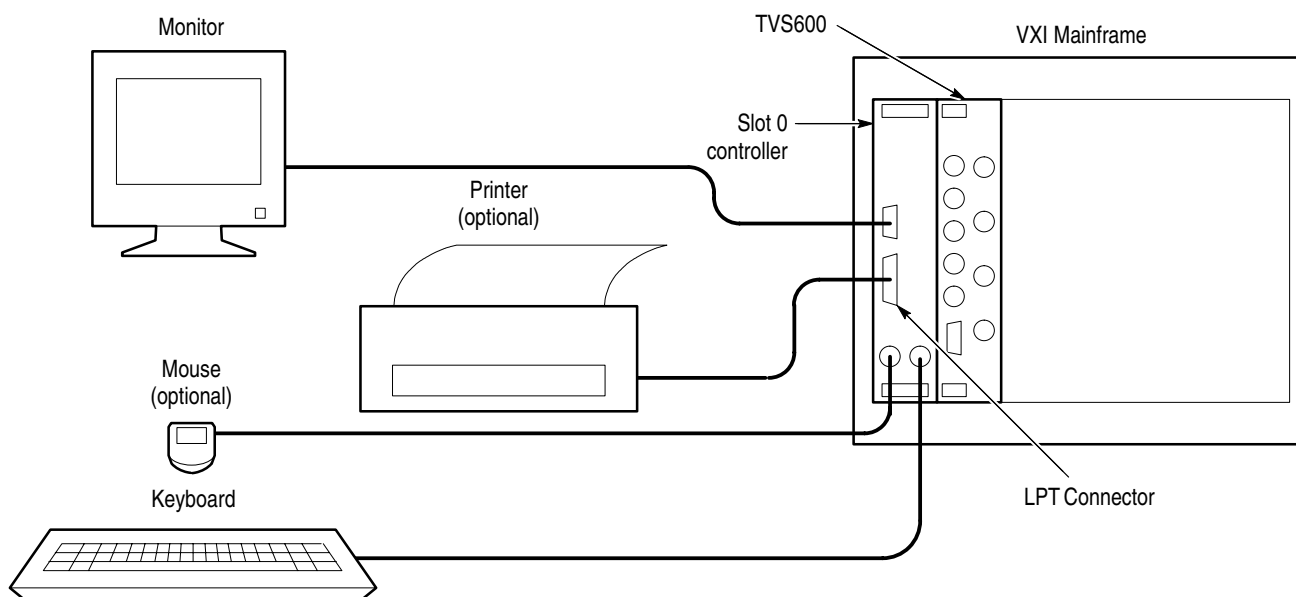 Monitor
TVS600
VXI Mainframe
Slot 0
controller
Printer
(optional)
Mouse
(optional)
Keyboard
LPT Connector